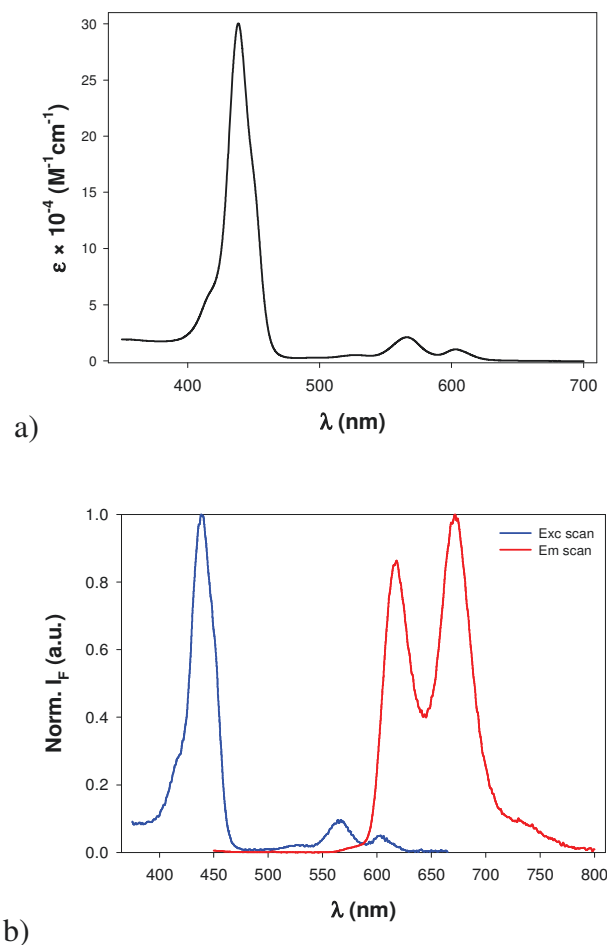 30
25
20
15
10
5
0
ε × 10⁻⁴ (M⁻¹cm⁻¹)
400 500 600 700
λ (nm)
a)
1.0
0.8
0.6
0.4
0.2
0.0
Norm. I_F (a.u.)
Exc scan
Em scan
400 450 500 550 600 650 700 750 800
λ (nm)
b)